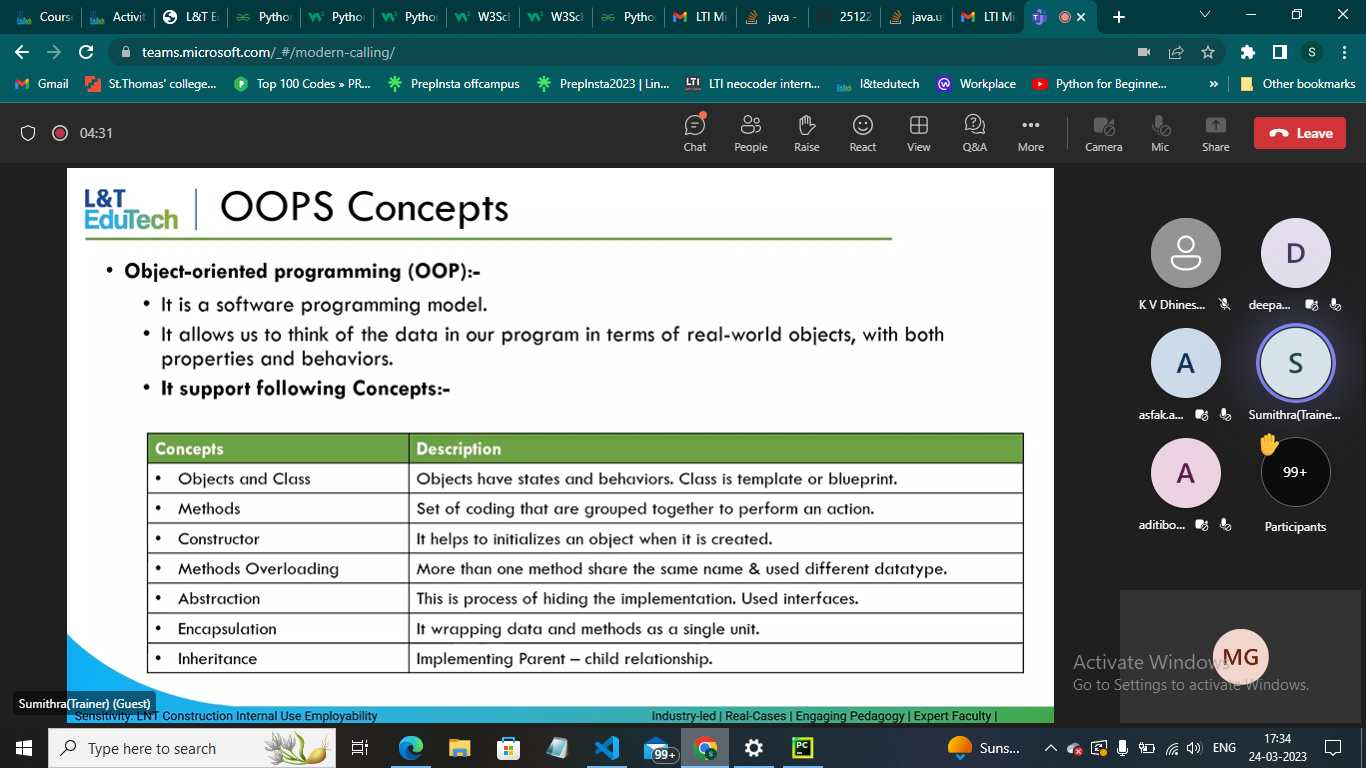 Cours
Activit
L&T E
Python
Python
Python
W3Sc
W3Sc
Pytho
LTI Mi
java -
25122
java.u
LTI Mi
teams.microsoft.com/_#/modern-calling/
S
Gmail
St.Thomas' college...
Top 100 Codes » PR...
PrepInsta offcampus
PrepInsta2023 | Lin...
LTI
LTI neocoder intern...
l&tedutech
Workplace
Python for Beginne...
»
Other bookmarks
04:31
Chat
People
Raise
React
View
Q&A
More
Camera
Mic
Share
Leave
L&T
EduTech
OOPS Concepts
• Object-oriented programming (OOP):-
• It is a software programming model.
• It allows us to think of the data in our program in terms of real-world objects, with both
properties and behaviors.
• It support following Concepts:-
Concepts Description
• Objects and Class Objects have states and behaviors. Class is template or blueprint.
• Methods Set of coding that are grouped together to perform an action.
• Constructor It helps to initializes an object when it is created.
• Methods Overloading More than one method share the same name & used different datatype.
• Abstraction This is process of hiding the implementation. Used interfaces.
• Encapsulation It wrapping data and methods as a single unit.
• Inheritance Implementing Parent – child relationship.
Sumithra(Trainer) (Guest)
Sensitivity: LNT Construction Internal Use Employability
Industry-led | Real-Cases | Engaging Pedagogy | Expert Faculty |
D
K V Dhines...
deepa...
A
S
asfak.a...
Sumithra(Traine...
A
99+
aditibo...
Participants
MG
Activate Windows
Go to Settings to activate Windows.
Type here to search
99+
PC
Suns...
ENG
17:34
24-03-2023